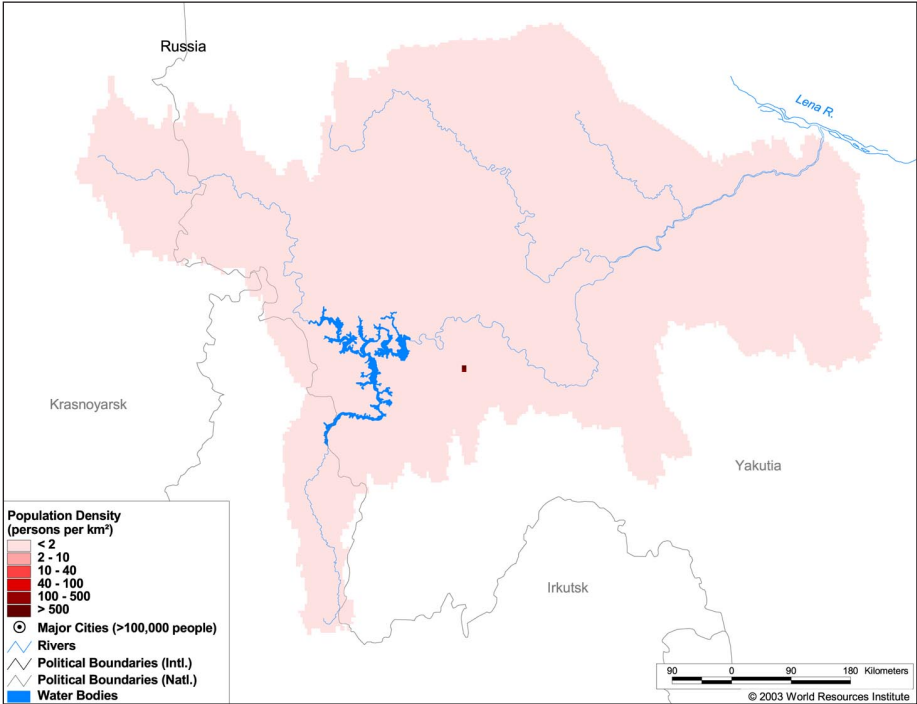 Russia
Lena R.
Krasnoyarsk
Yakutia
Irkutsk
Population Density
(persons per km²)
< 2
2 - 10
10 - 40
40 - 100
100 - 500
> 500
Major Cities (>100,000 people)
Rivers
Political Boundaries (Intl.)
Political Boundaries (Natl.)
Water Bodies
90 0 90 180 Kilometers
© 2003 World Resources Institute